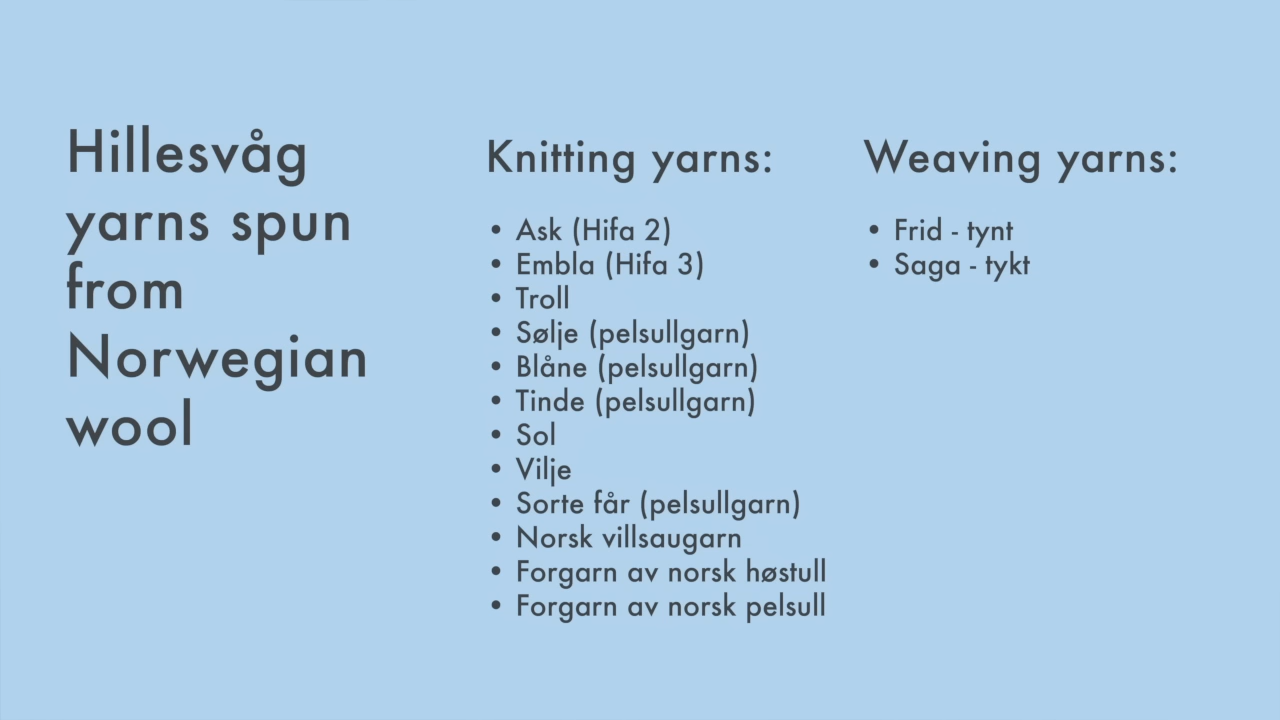 Hillesvåg
yarns spun
from
Norwegian
wool
Knitting yarns:
• Ask (Hifa 2)
• Embla (Hifa 3)
• Troll
• Sølje (pelsullgarn)
• Blåne (pelsullgarn)
• Tinde (pelsullgarn)
• Sol
• Vilje
• Sorte får (pelsullgarn)
• Norsk villsaugarn
• Forgarn av norsk høstull
• Forgarn av norsk pelsull
Weaving yarns:
• Frid - tynt
• Saga - tykt